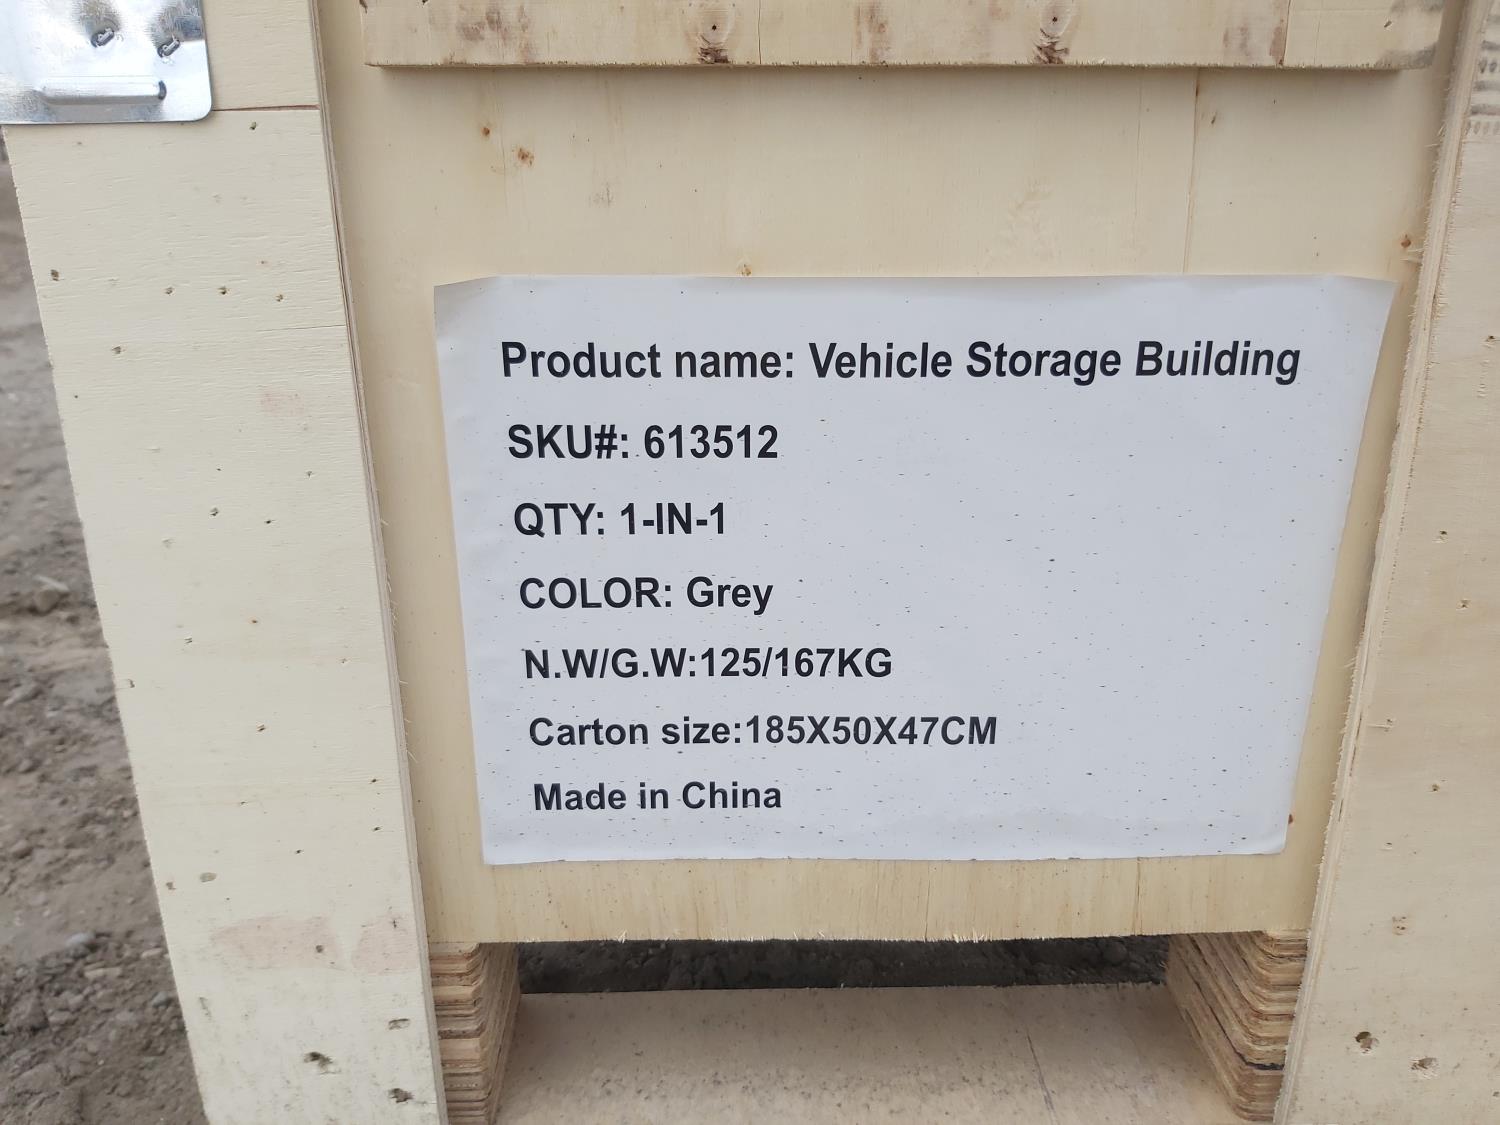 Product name: Vehicle Storage Building
SKU#: 613512
QTY: 1-IN-1
COLOR: Grey
N.W/G.W:125/167KG
Carton size:185X50X47CM
Made in China